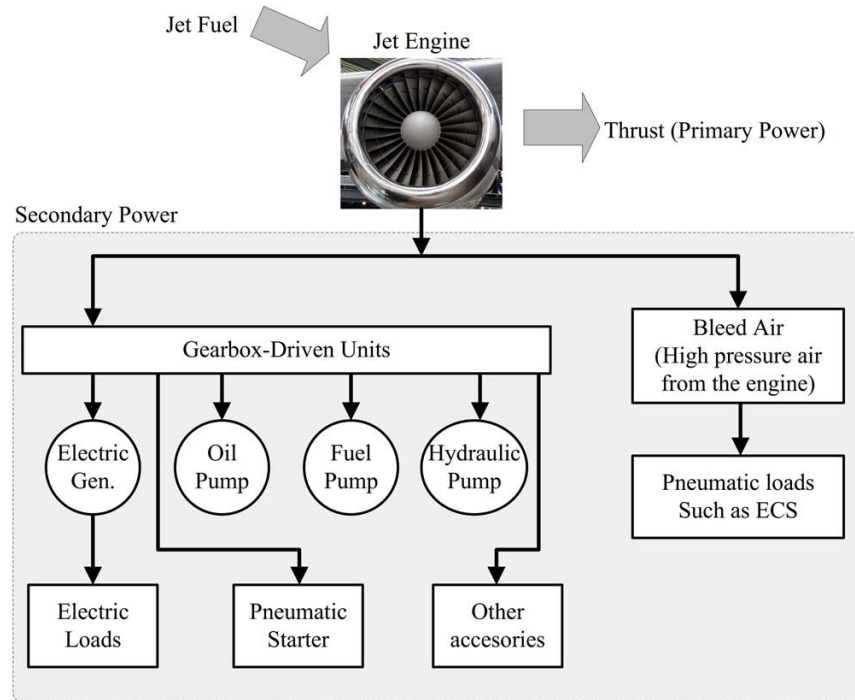 Jet Fuel
Jet Engine
Thrust (Primary Power)
Secondary Power
Gearbox-Driven Units
Bleed Air
(High pressure air
from the engine)
Electric
Gen.
Oil
Pump
Fuel
Pump
Hydraulic
Pump
Pneumatic loads
Such as ECS
Electric
Loads
Pneumatic
Starter
Other
accesories